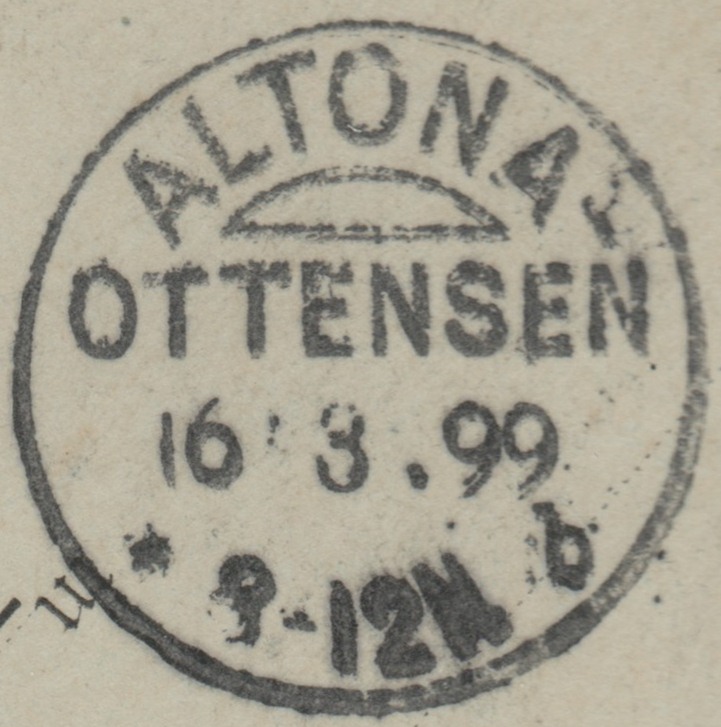 ALTONA-
OTTENSEN
16 3.99
* 9-12N b